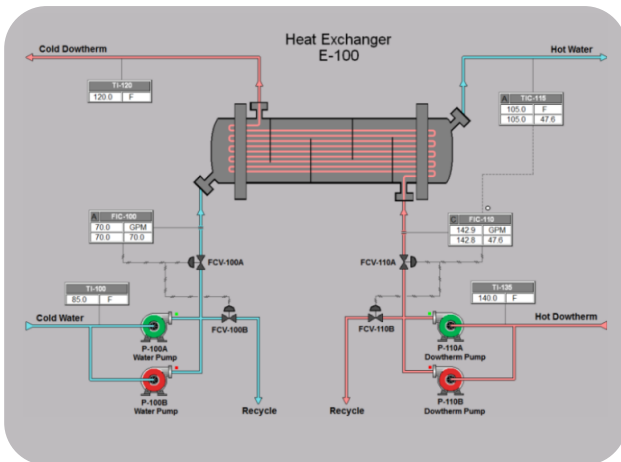 Heat Exchanger
E-100
Cold Dowtherm
Hot Water
TI-120
120.0 F
A TIC-115
105.0 F
105.0 47.6
A FIC-100
70.0 GPM
70.0 70.0
C FIC-110
142.9 GPM
142.8 47.6
FCV-100A
FCV-110A
TI-100
85.0 F
TI-135
140.0 F
Cold Water
FCV-100B
FCV-110B
Hot Dowtherm
P-100A
Water Pump
P-110A
Dowtherm Pump
P-100B
Water Pump
Recycle
Recycle
P-110B
Dowtherm Pump